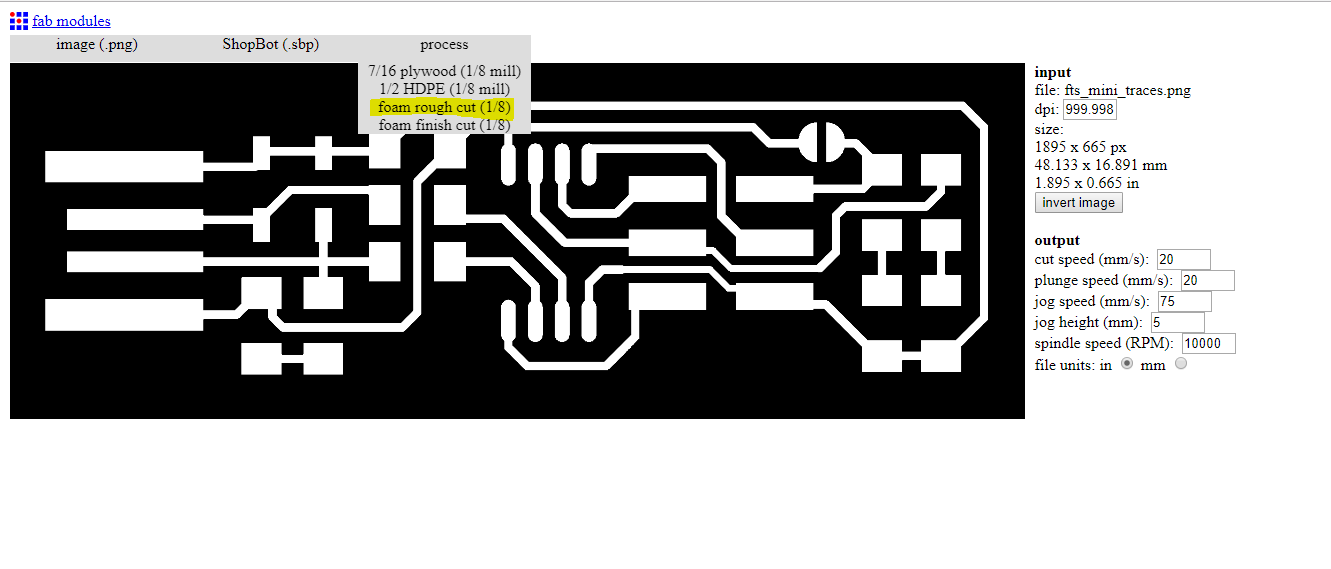 fab modules
image (.png) ShopBot (.sbp) process
7/16 plywood (1/8 mill)
1/2 HDPE (1/8 mill)
foam rough cut (1/8)
foam finish cut (1/8)
input
file: fts_mini_traces.png
dpi: 999.998
size:
1895 x 665 px
48.133 x 16.891 mm
1.895 x 0.665 in
invert image
output
cut speed (mm/s): 20
plunge speed (mm/s): 20
jog speed (mm/s): 75
jog height (mm): 5
spindle speed (RPM): 10000
file units: in mm